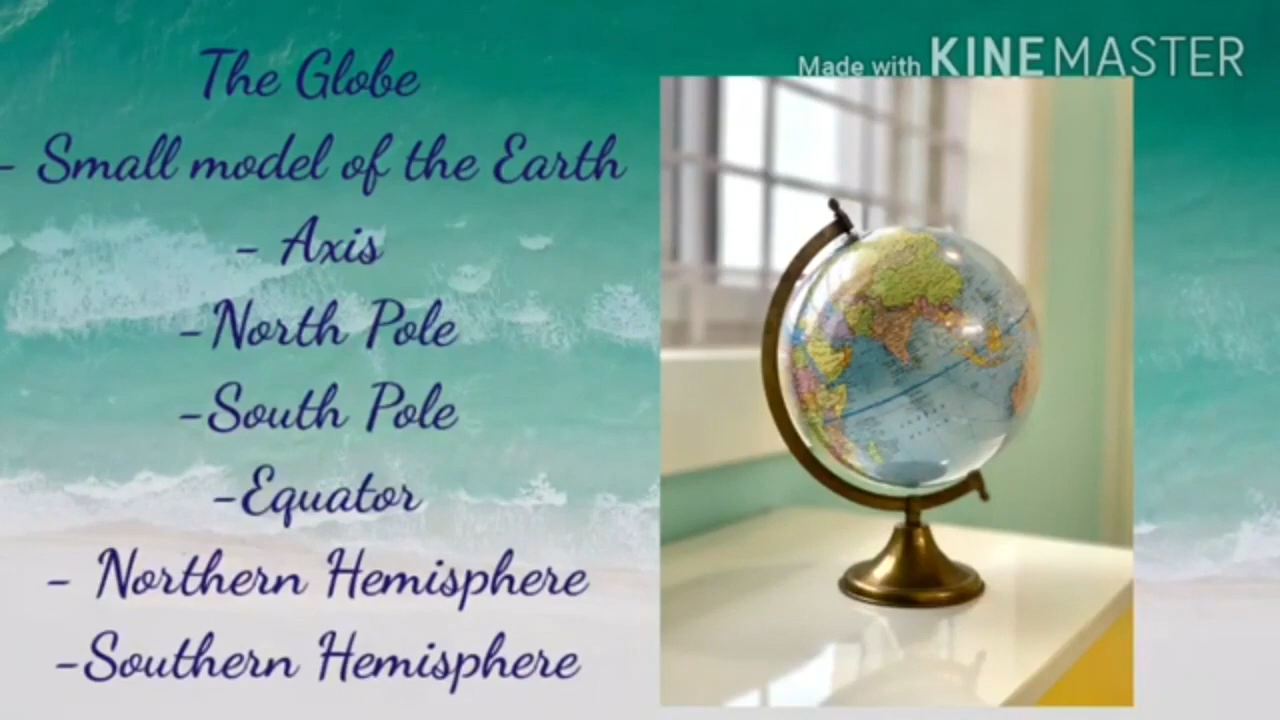 Made with KINEMASTER
The Globe
- Small model of the Earth
- Axis
-North Pole
-South Pole
-Equator
- Northern Hemisphere
-Southern Hemisphere